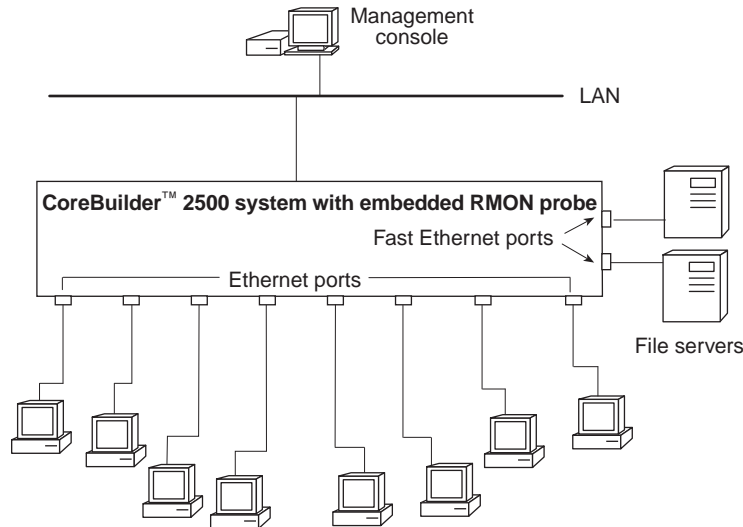 Management
console
LAN
CoreBuilder™ 2500 system with embedded RMON probe
Fast Ethernet ports
Ethernet ports
File servers